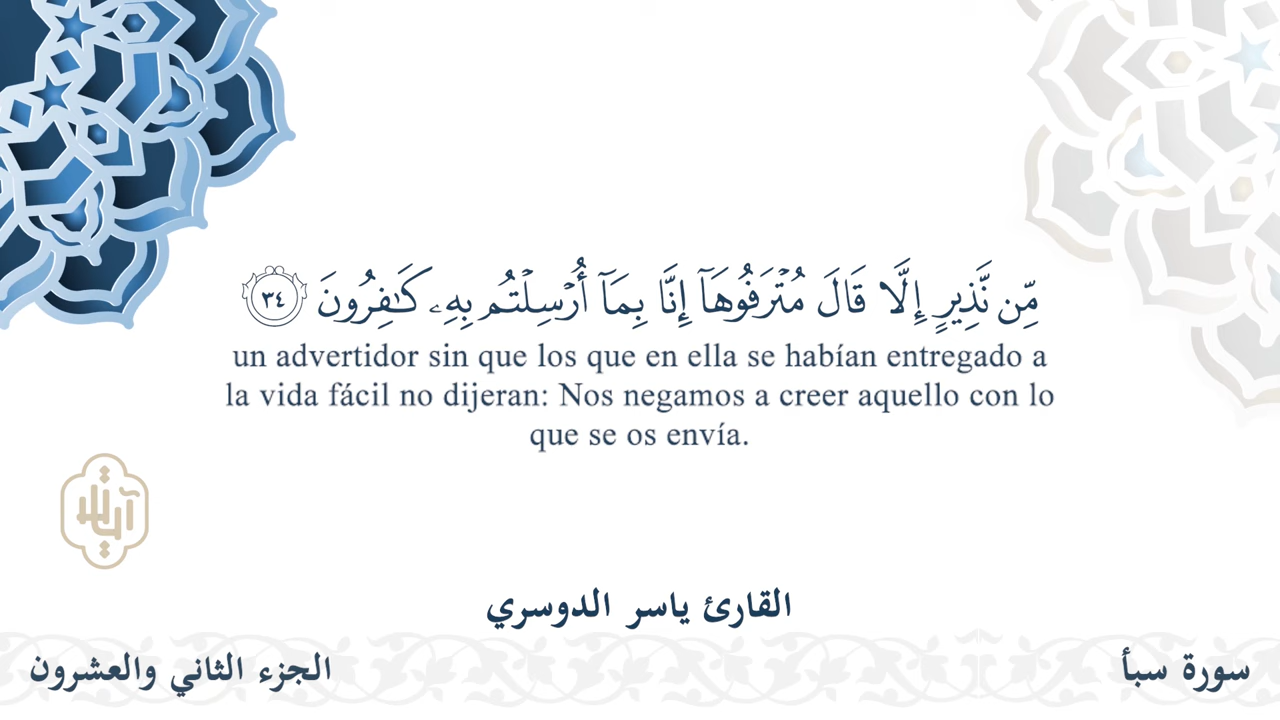 مِّن نَّذِيرٍ إِلَّا قَالَ مُتْرَفُوهَآ إِنَّا بِمَآ أُرْسِلْتُم بِهِۦ كَـٰفِرُونَ ٣٤
un advertidor sin que los que en ella se habían entregado a
la vida fácil no dijeran: Nos negamos a creer aquello con lo
que se os envía.
القارئ ياسر الدوسري
سورة سبأ
الجزء الثاني والعشرون